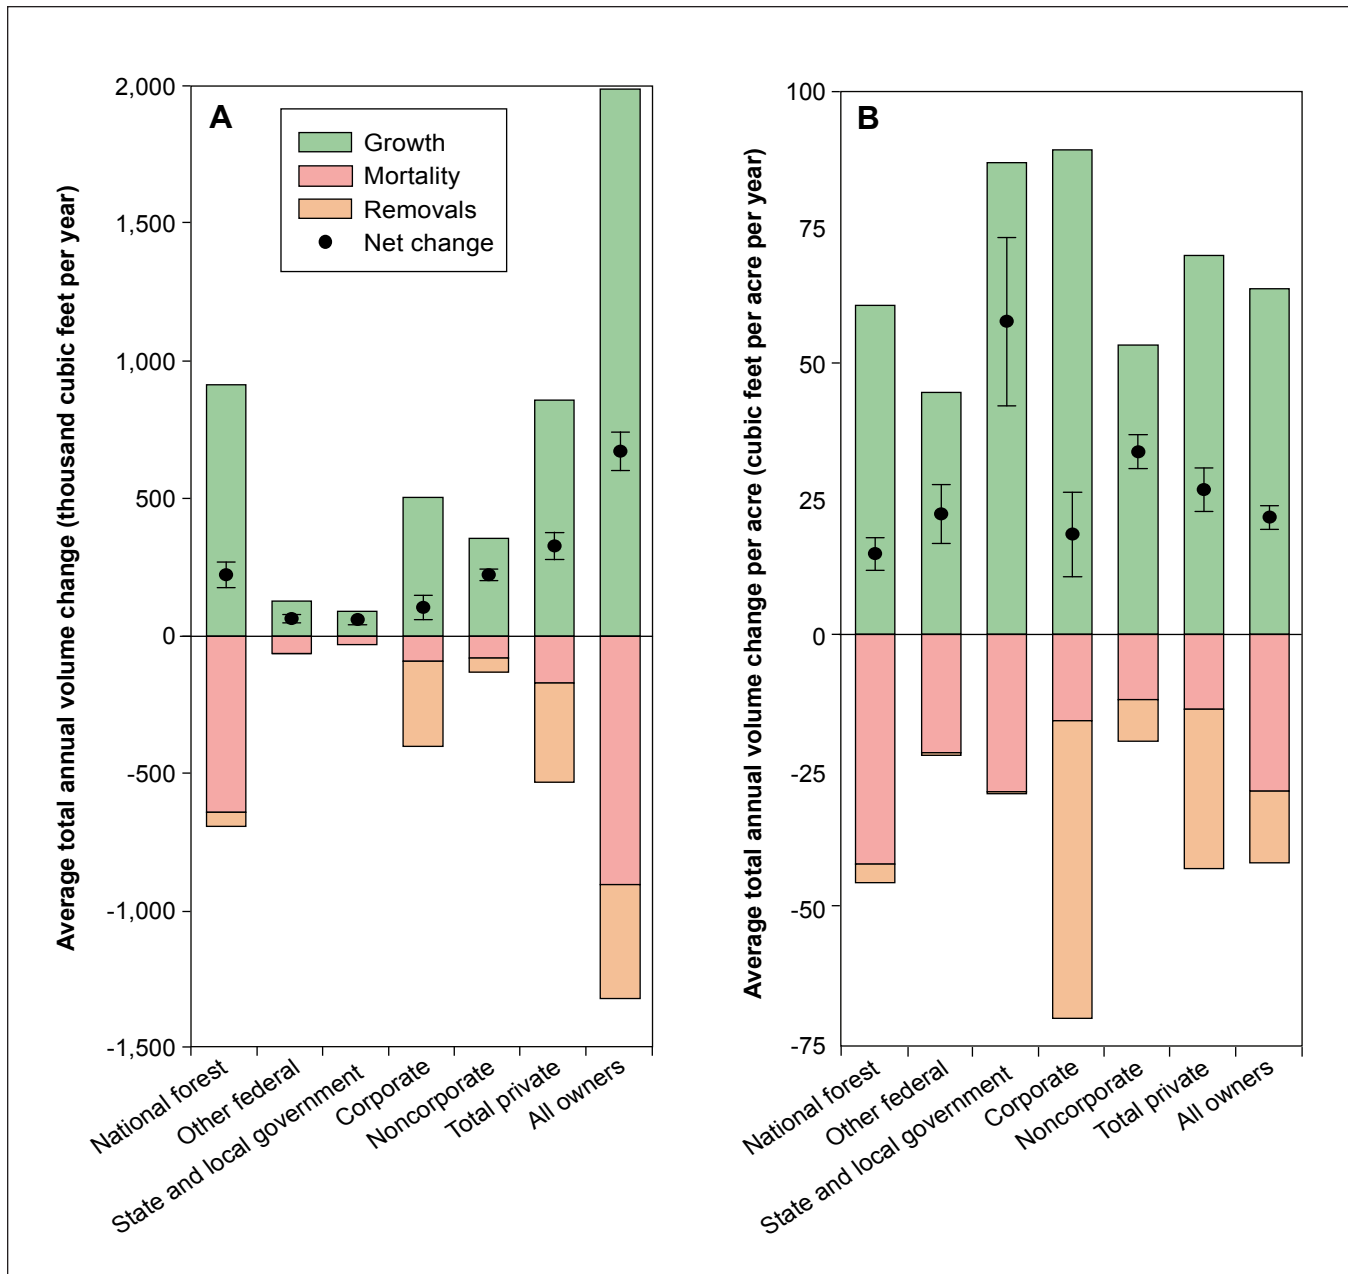 A
Growth
Mortality
Removals
Net change
Average total annual volume change (thousand cubic feet per year)
2,000
1,500
1,000
500
0
-500
-1,000
-1,500
National forest
Other federal
State and local government
Corporate
Noncorporate
Total private
All owners
B
Average total annual volume change per acre (cubic feet per acre per year)
100
75
50
25
0
-25
-50
-75
National forest
Other federal
State and local government
Corporate
Noncorporate
Total private
All owners